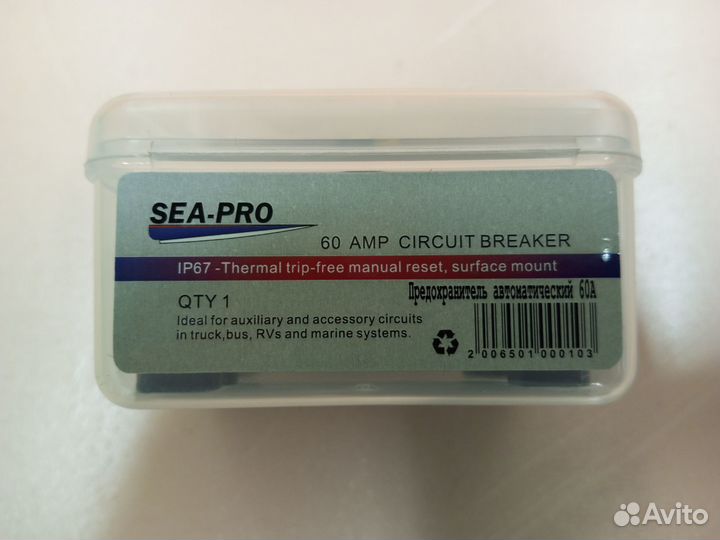 SEA-PRO
60 AMP CIRCUIT BREAKER
IP67 -Thermal trip-free manual reset, surface mount
Предохранитель автоматический 60А
QTY 1
Ideal for auxiliary and accessory circuits
in truck,bus, RVs and marine systems.
2 006501 000103
Avito